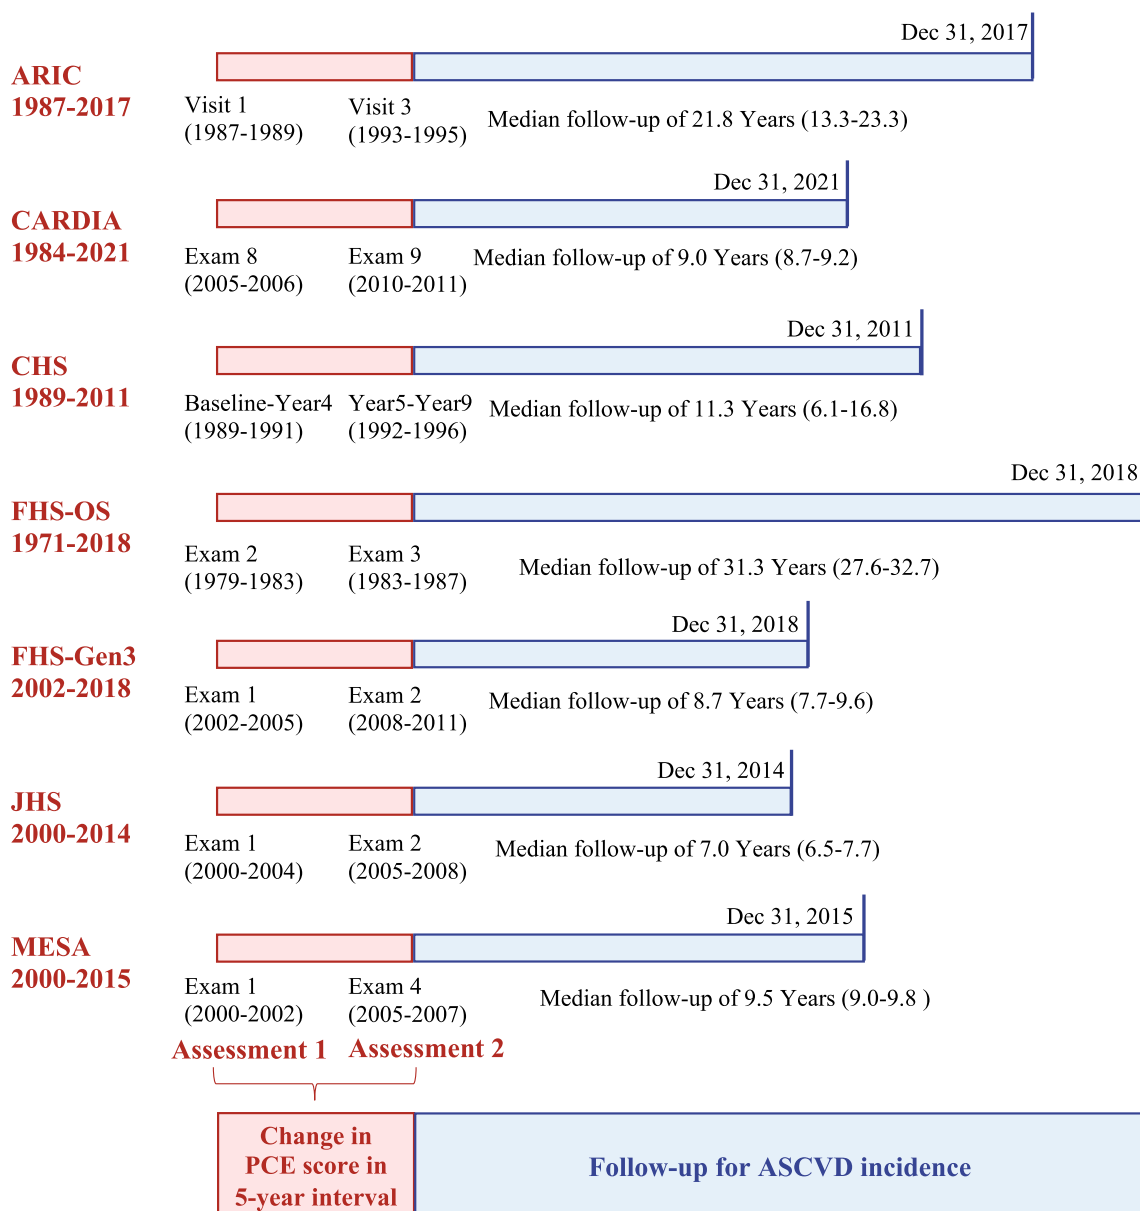 Dec 31, 2017
ARIC
1987-2017
Visit 1
(1987-1989)
Visit 3
(1993-1995)
Median follow-up of 21.8 Years (13.3-23.3)
Dec 31, 2021
CARDIA
1984-2021
Exam 8
(2005-2006)
Exam 9
(2010-2011)
Median follow-up of 9.0 Years (8.7-9.2)
Dec 31, 2011
CHS
1989-2011
Baseline-Year4
(1989-1991)
Year5-Year9
(1992-1996)
Median follow-up of 11.3 Years (6.1-16.8)
Dec 31, 2018
FHS-OS
1971-2018
Exam 2
(1979-1983)
Exam 3
(1983-1987)
Median follow-up of 31.3 Years (27.6-32.7)
Dec 31, 2018
FHS-Gen3
2002-2018
Exam 1
(2002-2005)
Exam 2
(2008-2011)
Median follow-up of 8.7 Years (7.7-9.6)
Dec 31, 2014
JHS
2000-2014
Exam 1
(2000-2004)
Exam 2
(2005-2008)
Median follow-up of 7.0 Years (6.5-7.7)
Dec 31, 2015
MESA
2000-2015
Exam 1
(2000-2002)
Exam 4
(2005-2007)
Median follow-up of 9.5 Years (9.0-9.8 )
Assessment 1
Assessment 2
Change in
PCE score in
5-year interval
Follow-up for ASCVD incidence